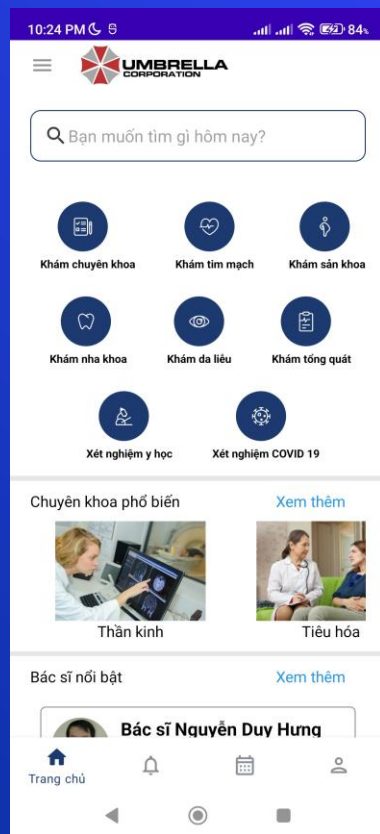 10:24 PM
84%
UMBRELLA
CORPORATION
Bạn muốn tìm gì hôm nay?
Khám chuyên khoa
Khám tim mạch
Khám sản khoa
Khám nha khoa
Khám da liễu
Khám tổng quát
Xét nghiệm y học
Xét nghiệm COVID 19
Chuyên khoa phổ biến
Xem thêm
Thần kinh
Tiêu hóa
Bác sĩ nổi bật
Xem thêm
Bác sĩ Nguyễn Duy Hưng
Trang chủ